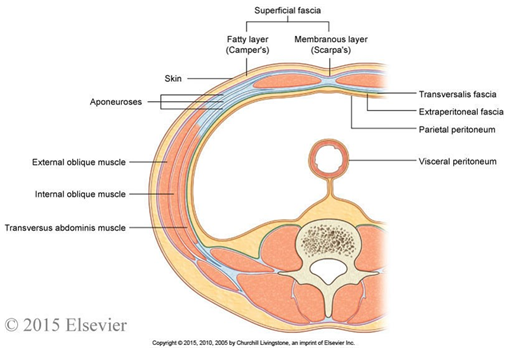 Superficial fascia
Fatty layer
(Camper's)
Membranous layer
(Scarpa's)
Skin
Aponeuroses
Transversalis fascia
Extraperitoneal fascia
Parietal peritoneum
External oblique muscle
Visceral peritoneum
Internal oblique muscle
Transversus abdominis muscle
© 2015 Elsevier
Copyright © 2015, 2010, 2005 by Churchill Livingstone, an imprint of Elsevier Inc.